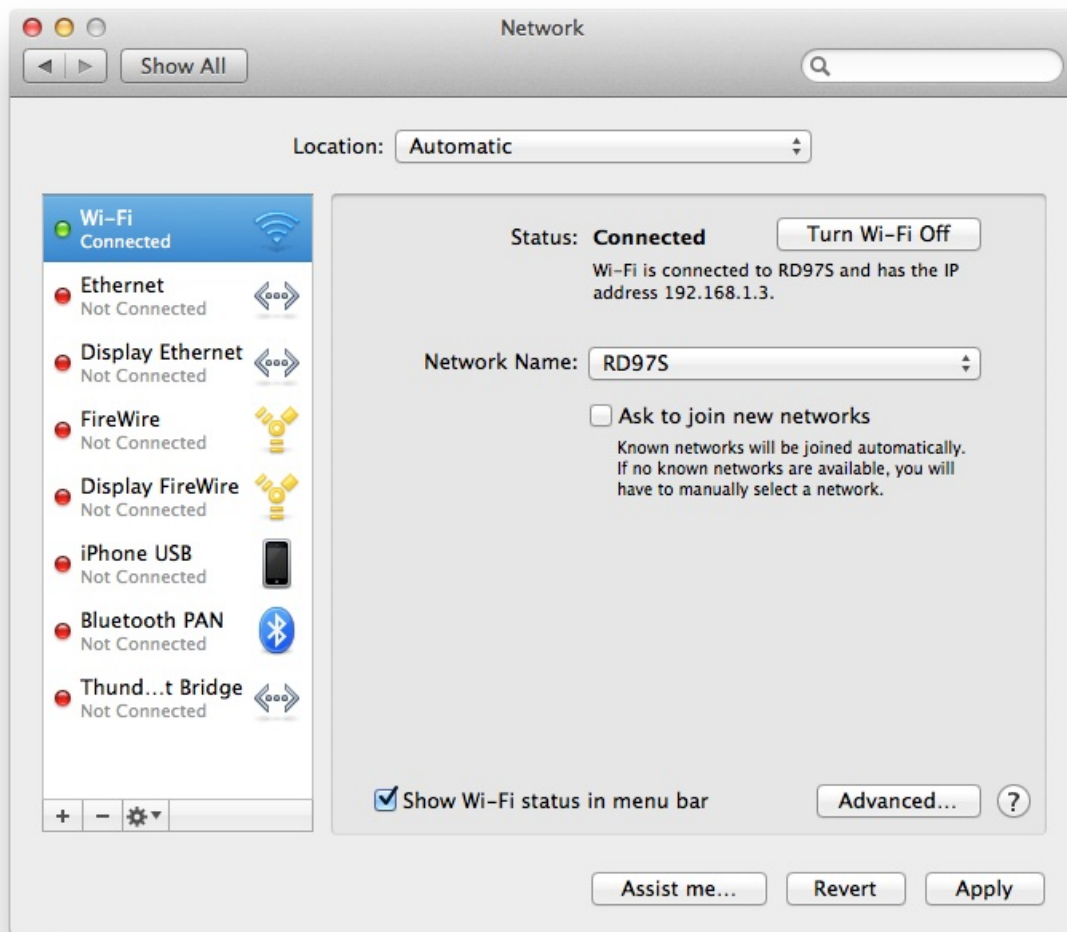 Network
Show All
Location: Automatic
Wi-Fi
Connected
Ethernet
Not Connected
Display Ethernet
Not Connected
FireWire
Not Connected
Display FireWire
Not Connected
iPhone USB
Not Connected
Bluetooth PAN
Not Connected
Thund...t Bridge
Not Connected
Status: Connected
Turn Wi-Fi Off
Wi-Fi is connected to RD97S and has the IP
address 192.168.1.3.
Network Name: RD97S
Ask to join new networks
Known networks will be joined automatically.
If no known networks are available, you will
have to manually select a network.
Show Wi-Fi status in menu bar
Advanced...
?
Assist me...
Revert
Apply